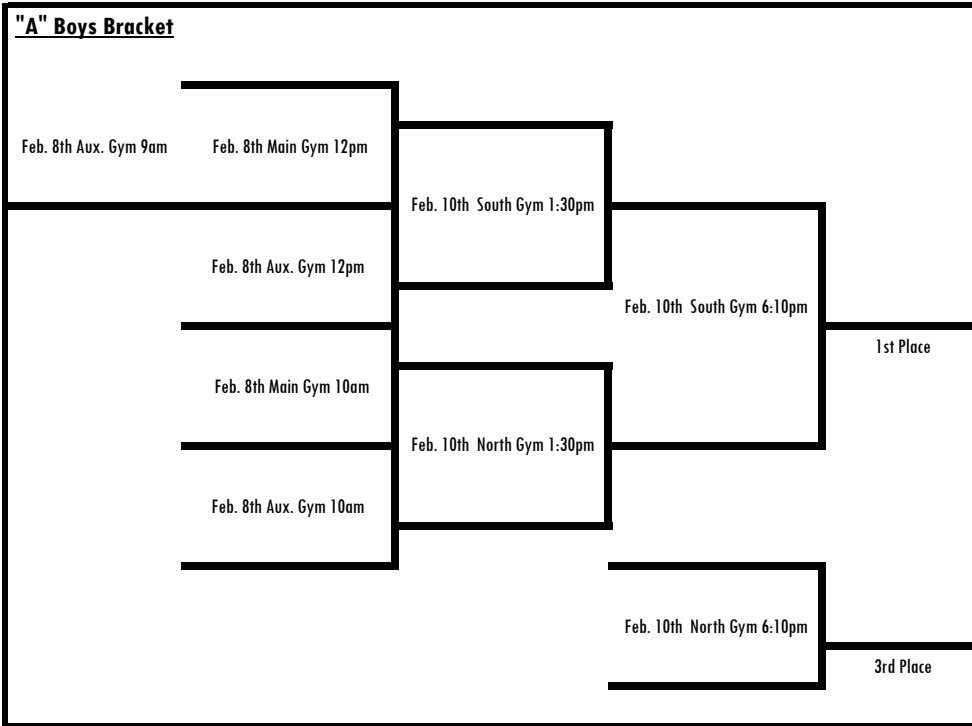 "A" Boys Bracket
Feb. 8th Aux. Gym 9am
Feb. 8th Main Gym 12pm
Feb. 10th  South Gym 1:30pm
Feb. 8th Aux. Gym 12pm
Feb. 10th  South Gym 6:10pm
1st Place
Feb. 8th Main Gym 10am
Feb. 10th  North Gym 1:30pm
Feb. 8th Aux. Gym 10am
Feb. 10th  North Gym 6:10pm
3rd Place